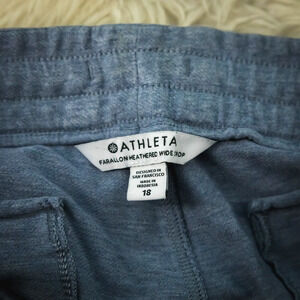 ATHLETA
FARALLON HEATHERED WIDE CROP
DESIGNED IN
SAN FRANCISCO
MADE IN
INDONESIA
18